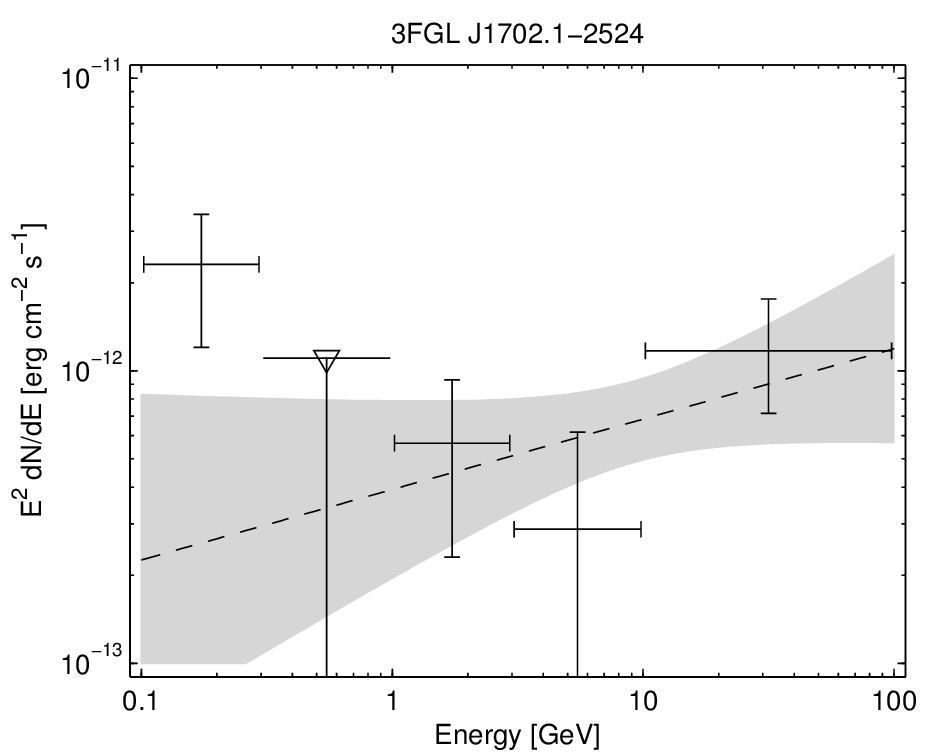 3FGL J1702.1−2524
10⁻¹¹
10⁻¹²
10⁻¹³
E² dN/dE [erg cm⁻² s⁻¹]
0.1 1 10 100
Energy [GeV]